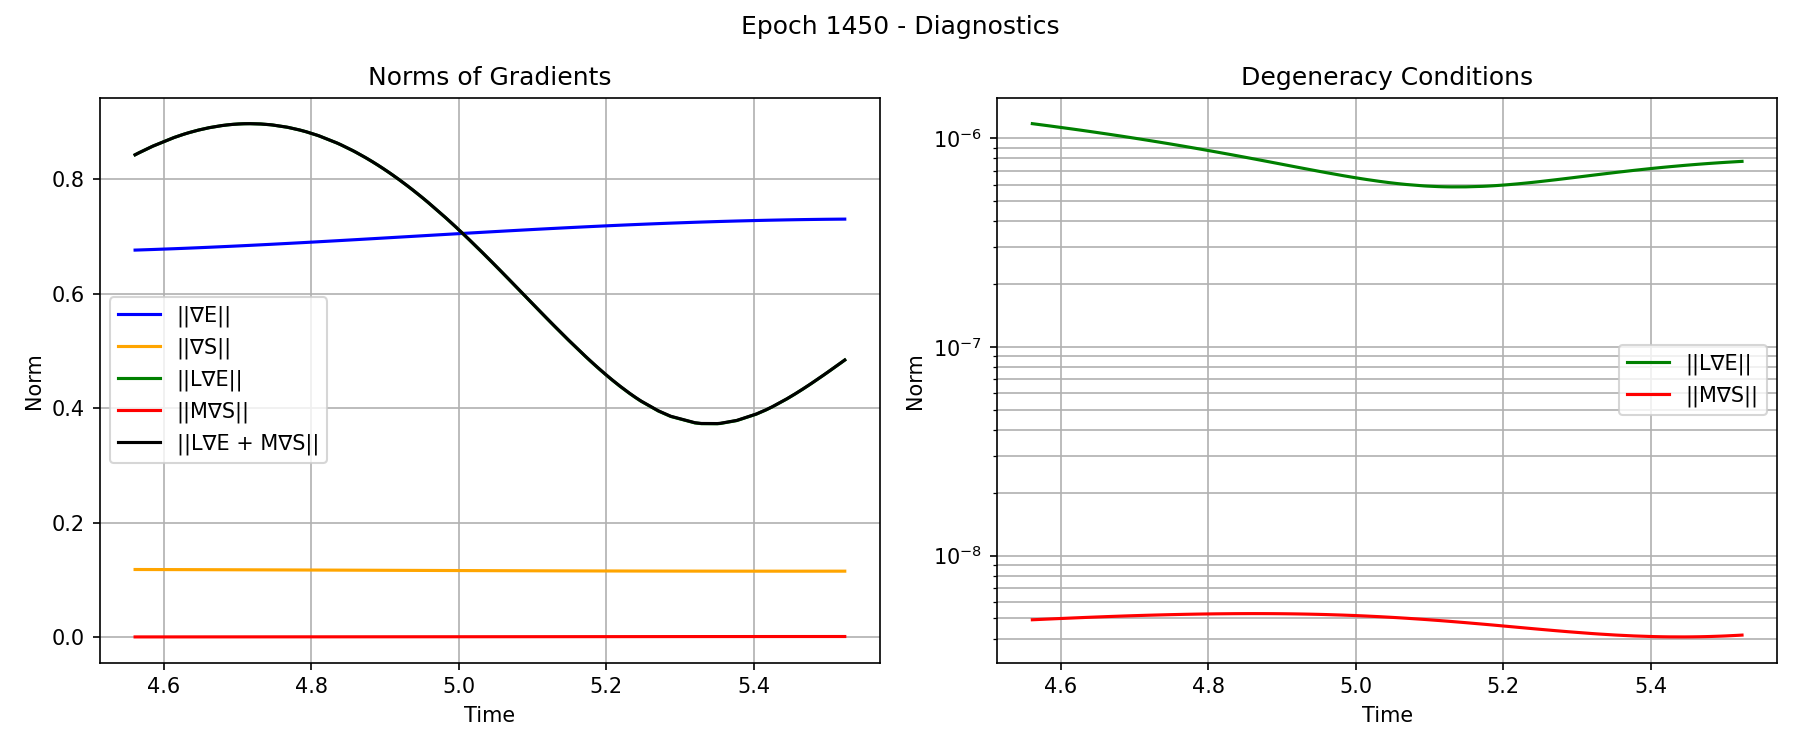 Epoch 1450 - Diagnostics
Norms of Gradients
Norm
0.8
0.6
0.4
0.2
0.0
||∇E||
||∇S||
||L∇E||
||M∇S||
||L∇E + M∇S||
4.6 4.8 5.0 5.2 5.4
Time
Degeneracy Conditions
Norm
10⁻⁶
10⁻⁷
10⁻⁸
||L∇E||
||M∇S||
4.6 4.8 5.0 5.2 5.4
Time